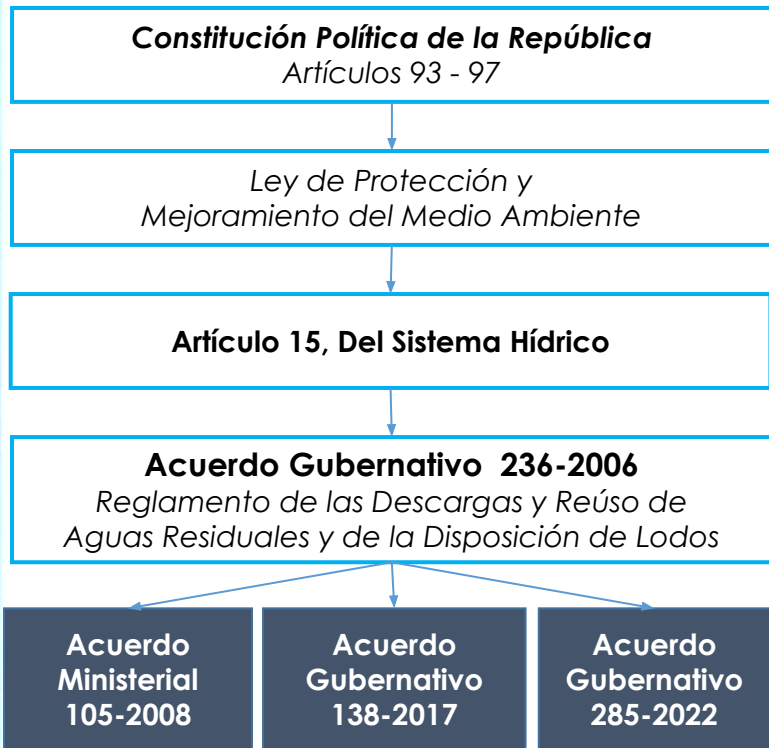 Constitución Política de la República
Artículos 93 - 97
Ley de Protección y
Mejoramiento del Medio Ambiente
Artículo 15, Del Sistema Hídrico
Acuerdo Gubernativo 236-2006
Reglamento de las Descargas y Reúso de
Aguas Residuales y de la Disposición de Lodos
Acuerdo
Ministerial
105-2008
Acuerdo
Gubernativo
138-2017
Acuerdo
Gubernativo
285-2022